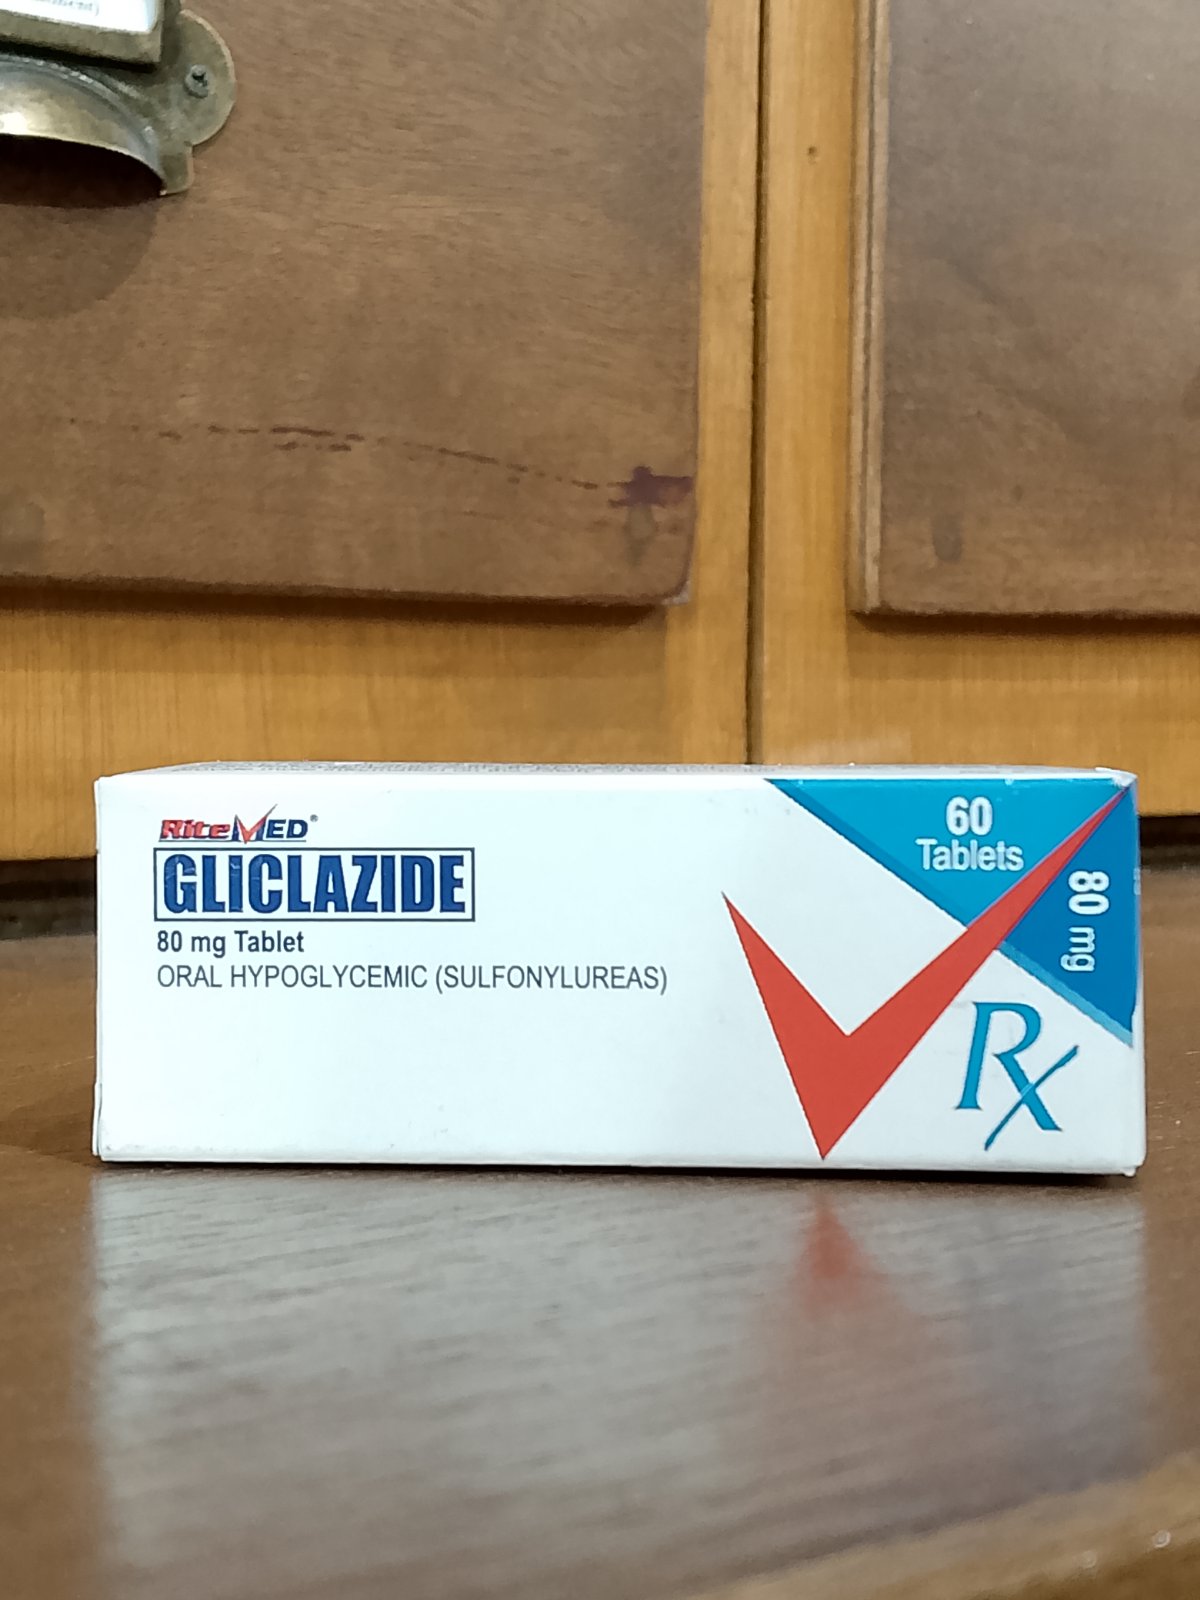 RiteMED®
GLICLAZIDE
80 mg Tablet
ORAL HYPOGLYCEMIC (SULFONYLUREAS)
60
Tablets
80 mg
Rx